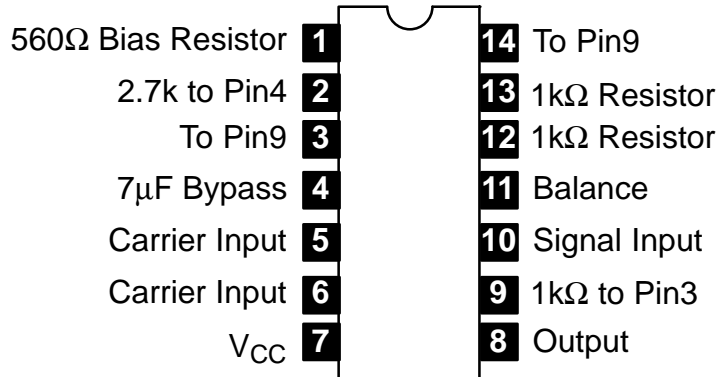 560Ω Bias Resistor 1 14 To Pin9
2.7k to Pin4 2 13 1kΩ Resistor
To Pin9 3 12 1kΩ Resistor
7μF Bypass 4 11 Balance
Carrier Input 5 10 Signal Input
Carrier Input 6 9 1kΩ to Pin3
VCC 7 8 Output